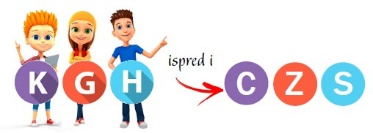 K G H ispred i C Z S